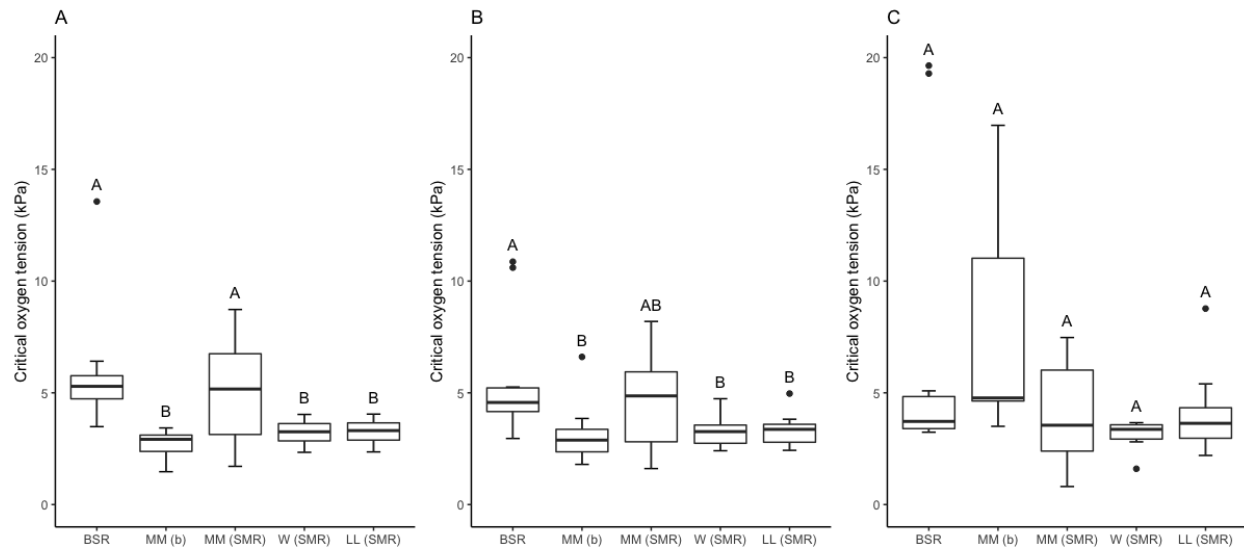 A
Critical oxygen tension (kPa)
20
15
10
5
0
A
B
A
B
B
BSR
MM (b)
MM (SMR)
W (SMR)
LL (SMR)
B
Critical oxygen tension (kPa)
20
15
10
5
0
A
B
AB
B
B
BSR
MM (b)
MM (SMR)
W (SMR)
LL (SMR)
C
Critical oxygen tension (kPa)
20
15
10
5
0
A
A
A
A
A
BSR
MM (b)
MM (SMR)
W (SMR)
LL (SMR)